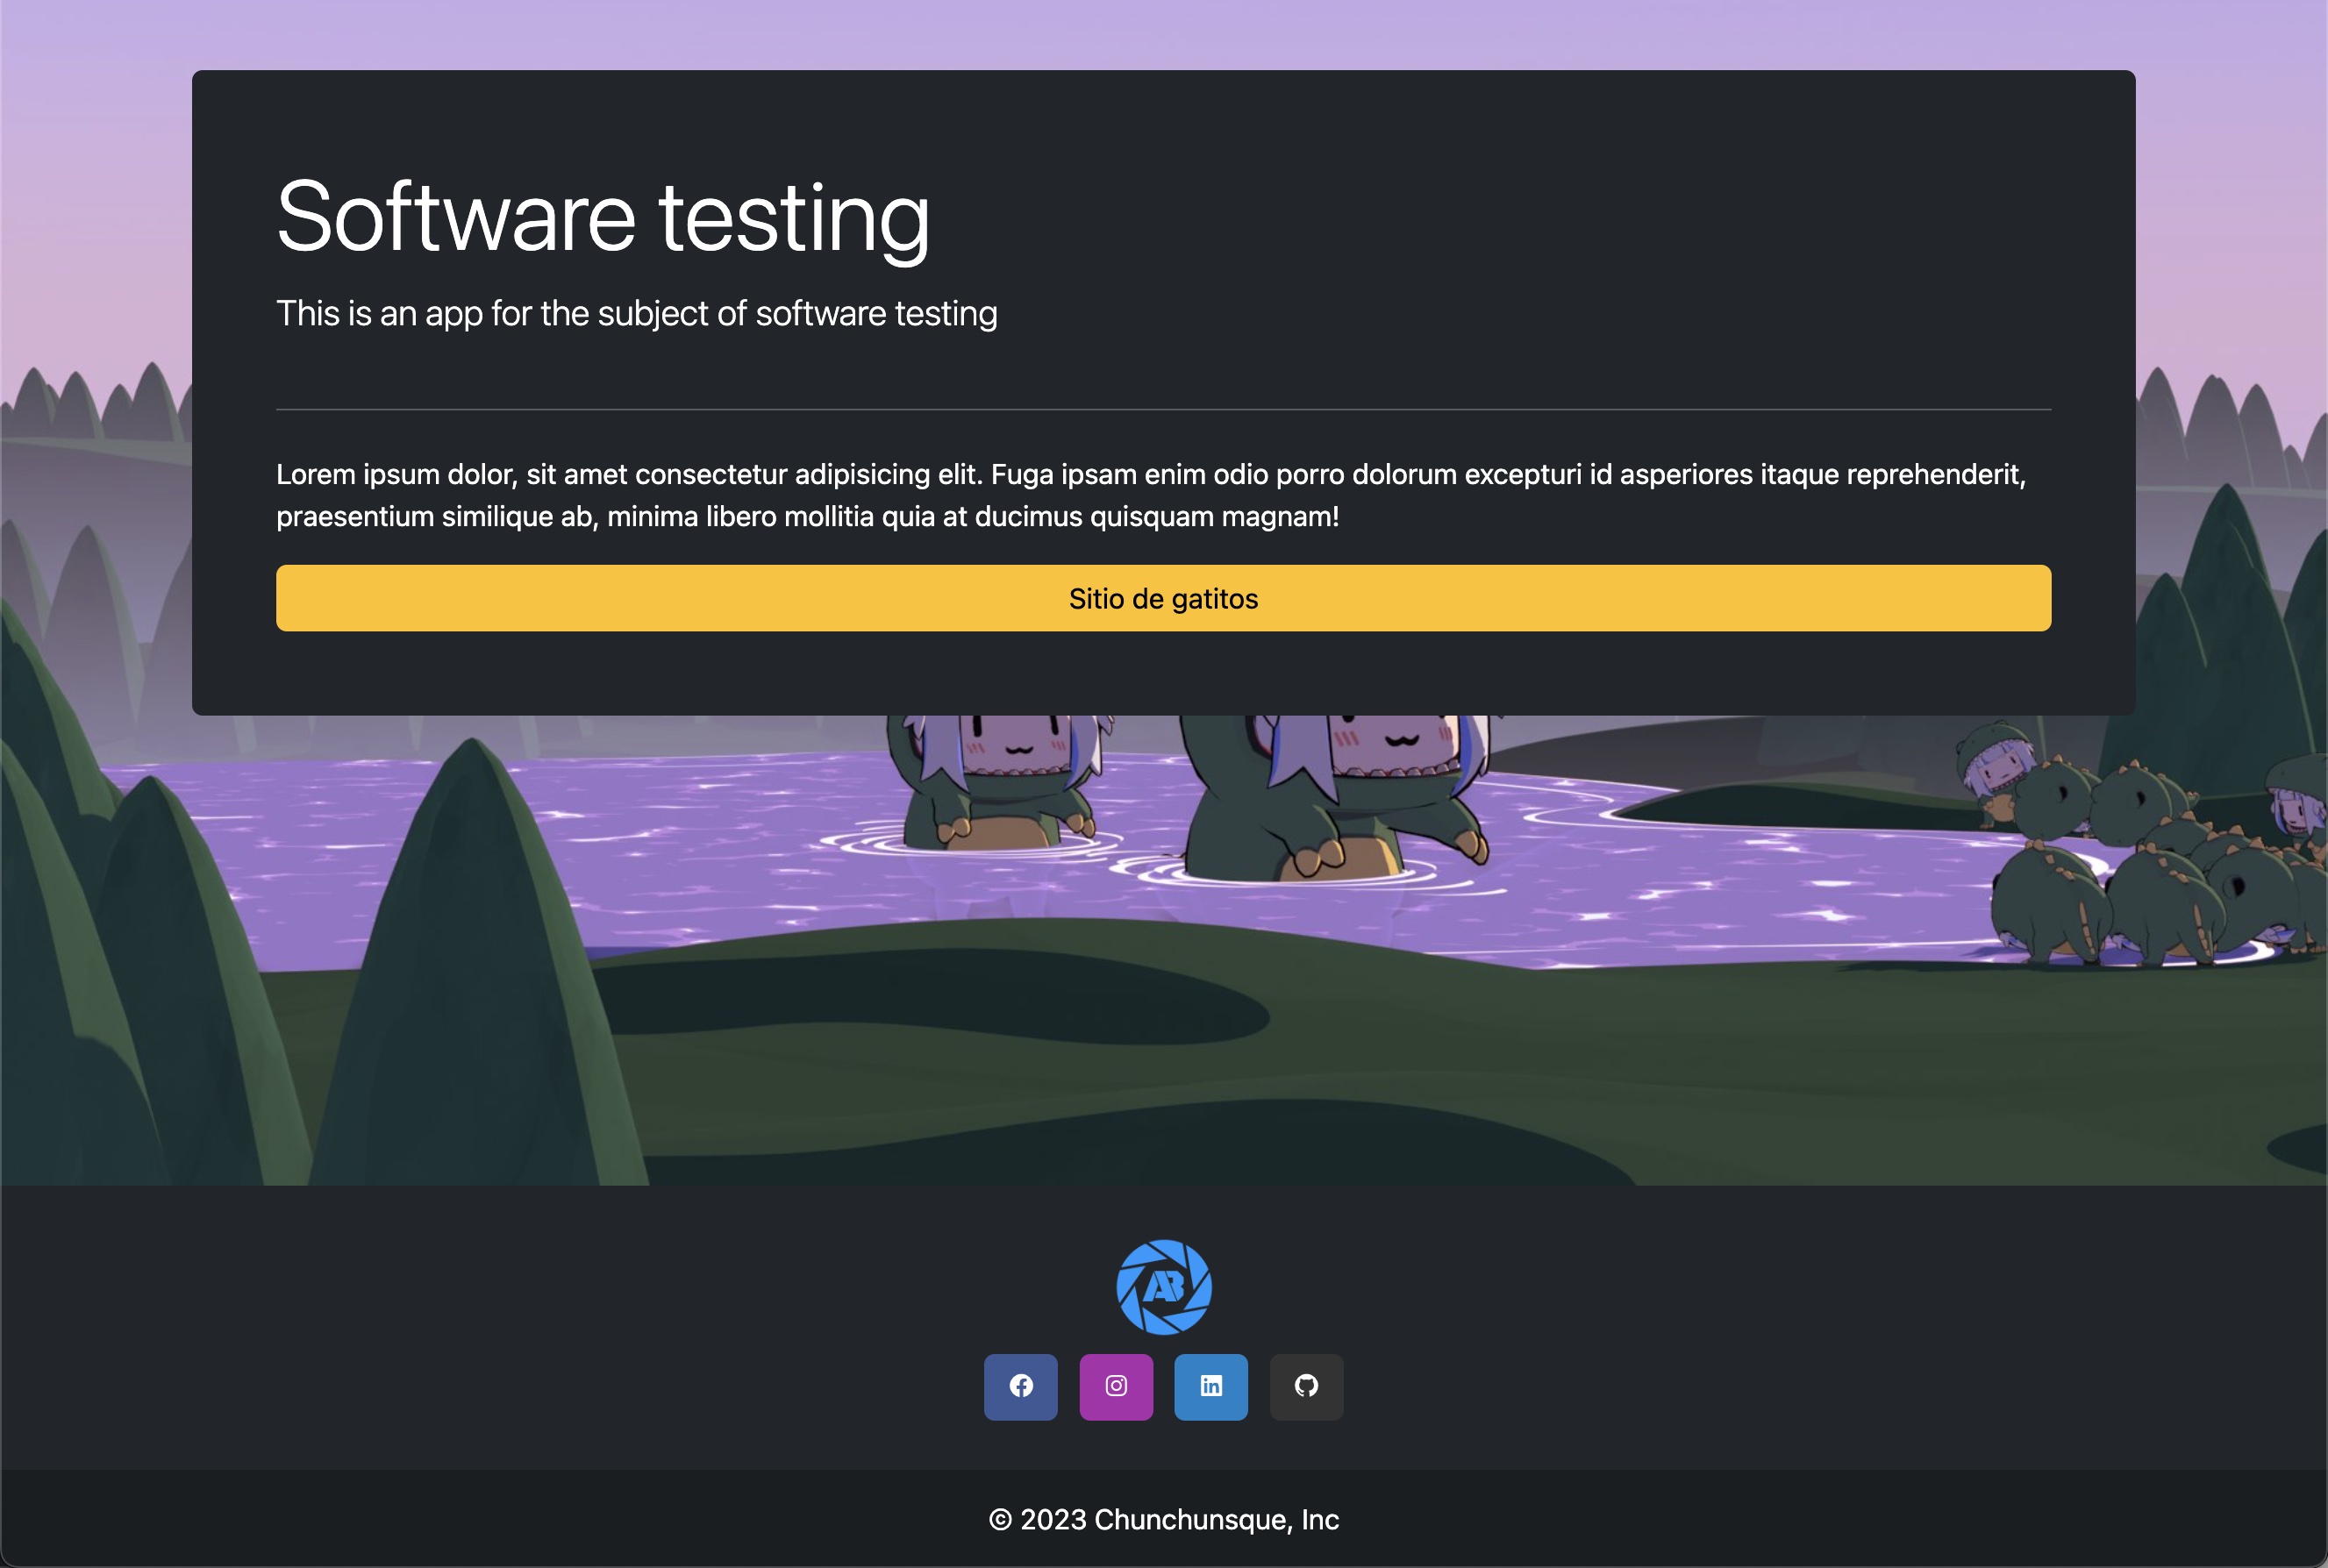 Software testing
This is an app for the subject of software testing
Lorem ipsum dolor, sit amet consectetur adipisicing elit. Fuga ipsam enim odio porro dolorum excepturi id asperiores itaque reprehenderit,
praesentium similique ab, minima libero mollitia quia at ducimus quisquam magnam!
Sitio de gatitos
AB
in
© 2023 Chunchunsque, Inc